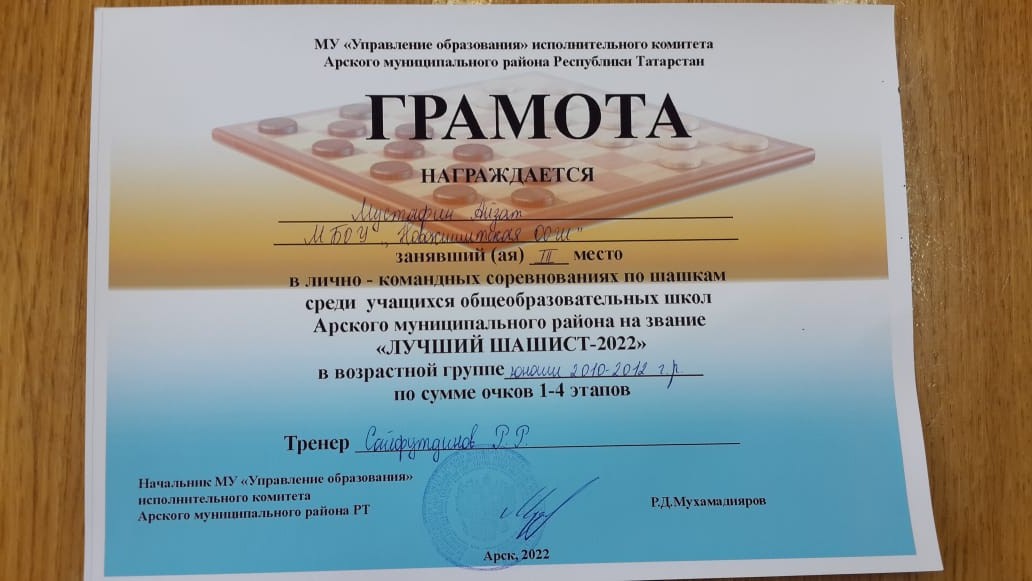 МУ «Управление образования» исполнительного комитета
Арского муниципального района Республики Татарстан
ГРАМОТА
НАГРАЖДАЕТСЯ
Мустафин Айзат
МБОУ "Новокишитская ООШ"
занявший (ая) III место
в лично - командных соревнованиях по шашкам
среди учащихся общеобразовательных школ
Арского муниципального района на звание
«ЛУЧШИЙ ШАШИСТ-2022»
в возрастной группе юноши 2010-2012 г.р.
по сумме очков 1-4 этапов
Тренер Сайфутдинов Р.Р.
Начальник МУ «Управление образования»
исполнительного комитета
Арского муниципального района РТ
Р.Д.Мухамадияров
Арск, 2022